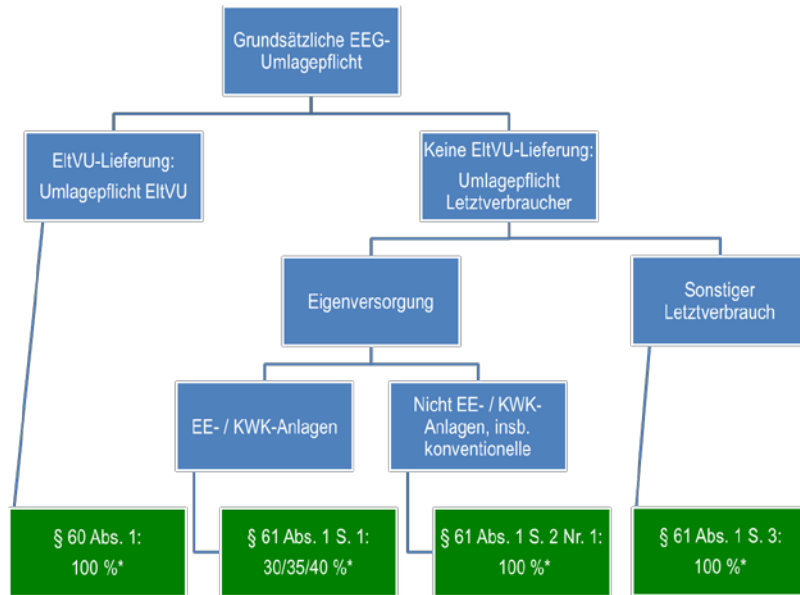 Grundsätzliche EEG-
Umlagepflicht
EltVU-Lieferung:
Umlagepflicht EltVU
Keine EltVU-Lieferung:
Umlagepflicht
Letztverbraucher
Eigenversorgung
Sonstiger
Letztverbrauch
EE- / KWK-Anlagen
Nicht EE- / KWK-
Anlagen, insb.
konventionelle
§ 60 Abs. 1:
100 %*
§ 61 Abs. 1 S. 1:
30/35/40 %*
§ 61 Abs. 1 S. 2 Nr. 1:
100 %*
§ 61 Abs. 1 S. 3:
100 %*